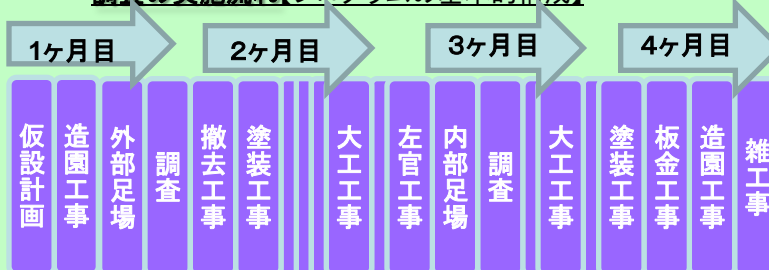 1ヶ月目
2ヶ月目
3ヶ月目
4ヶ月目
仮設計画
造園工事
外部足場
調査
撤去工事
塗装工事
大工工事
左官工事
内部足場
調査
大工工事
塗装工事
板金工事
造園工事
雑工事